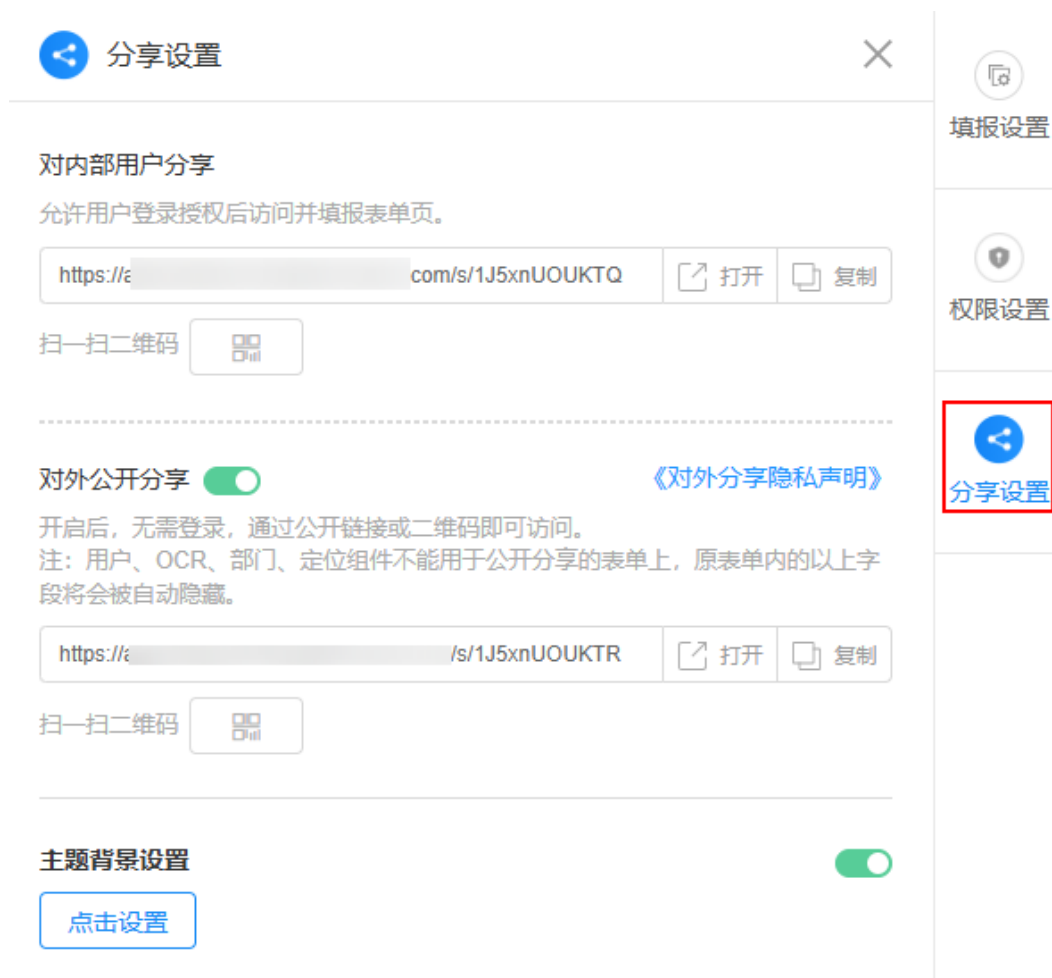 分享设置
填报设置
对内部用户分享
允许用户登录授权后访问并填报表单页。
https://a com/s/1J5xnUOUKTQ 打开 复制
权限设置
扫一扫二维码
对外公开分享 《对外分享隐私声明》
分享设置
开启后，无需登录，通过公开链接或二维码即可访问。
注：用户、OCR、部门、定位组件不能用于公开分享的表单上，原表单内的以上字
段将会被自动隐藏。
https://a /s/1J5xnUOUKTR 打开 复制
扫一扫二维码
主题背景设置
点击设置